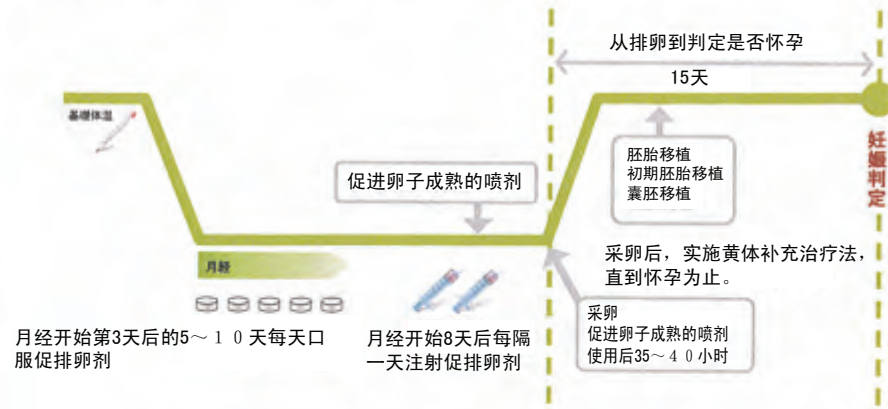 从排卵到判定是否怀孕
15天
基礎体温
促进卵子成熟的喷剂
胚胎移植
初期胚胎移植
囊胚移植
妊娠判定
月経
采卵后，实施黄体补充治疗法，
直到怀孕为止。
采卵
促进卵子成熟的喷剂
使用后35～４０小时
月经开始第3天后的5～１０天每天口
服促排卵剂
月经开始8天后每隔
一天注射促排卵剂